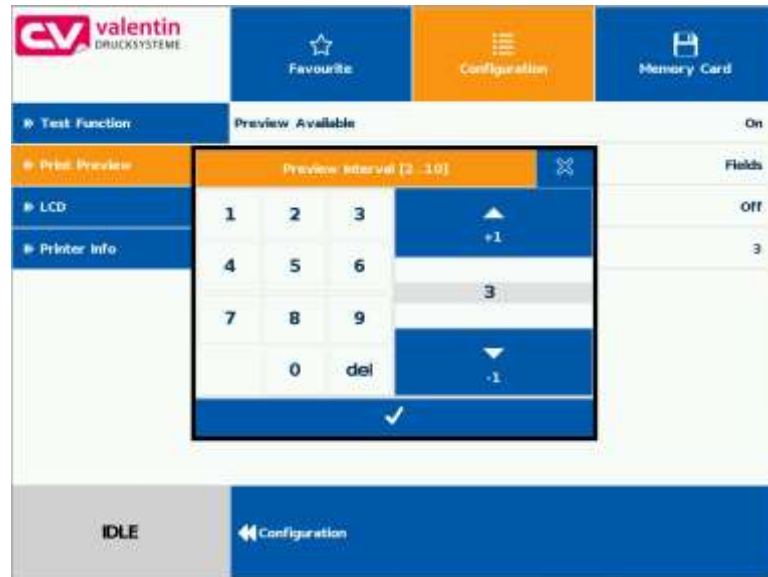 CV. valentin
DRUCKSYSTEME
Favourite
Configuration
Memory Card
Test Function
Preview Available
On
Print Preview
Preview Interval [2..10]
Fields
LCD
Off
Printer Info
3
1 2 3
+1
4 5 6
3
7 8 9
0 del
-1
IDLE
Configuration